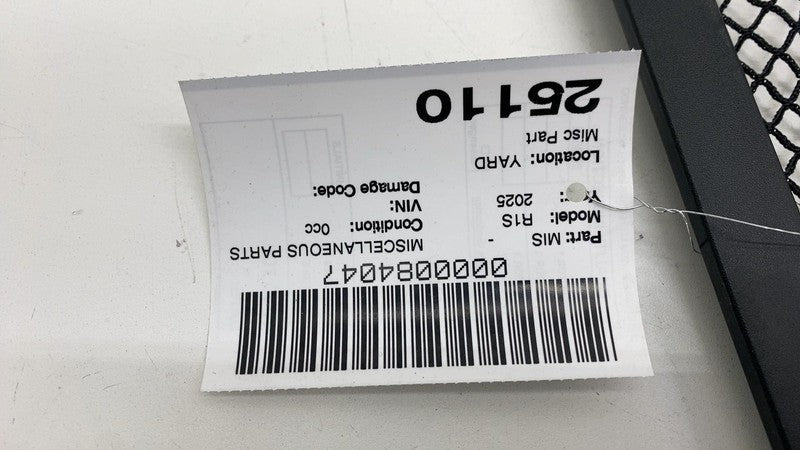 0000084047
Part: MIS - MISCELLANEOUS PARTS
Model: R1S Condition: 0cc
2025 VIN:
Damage Code:
Location: YARD
Misc Part
25110